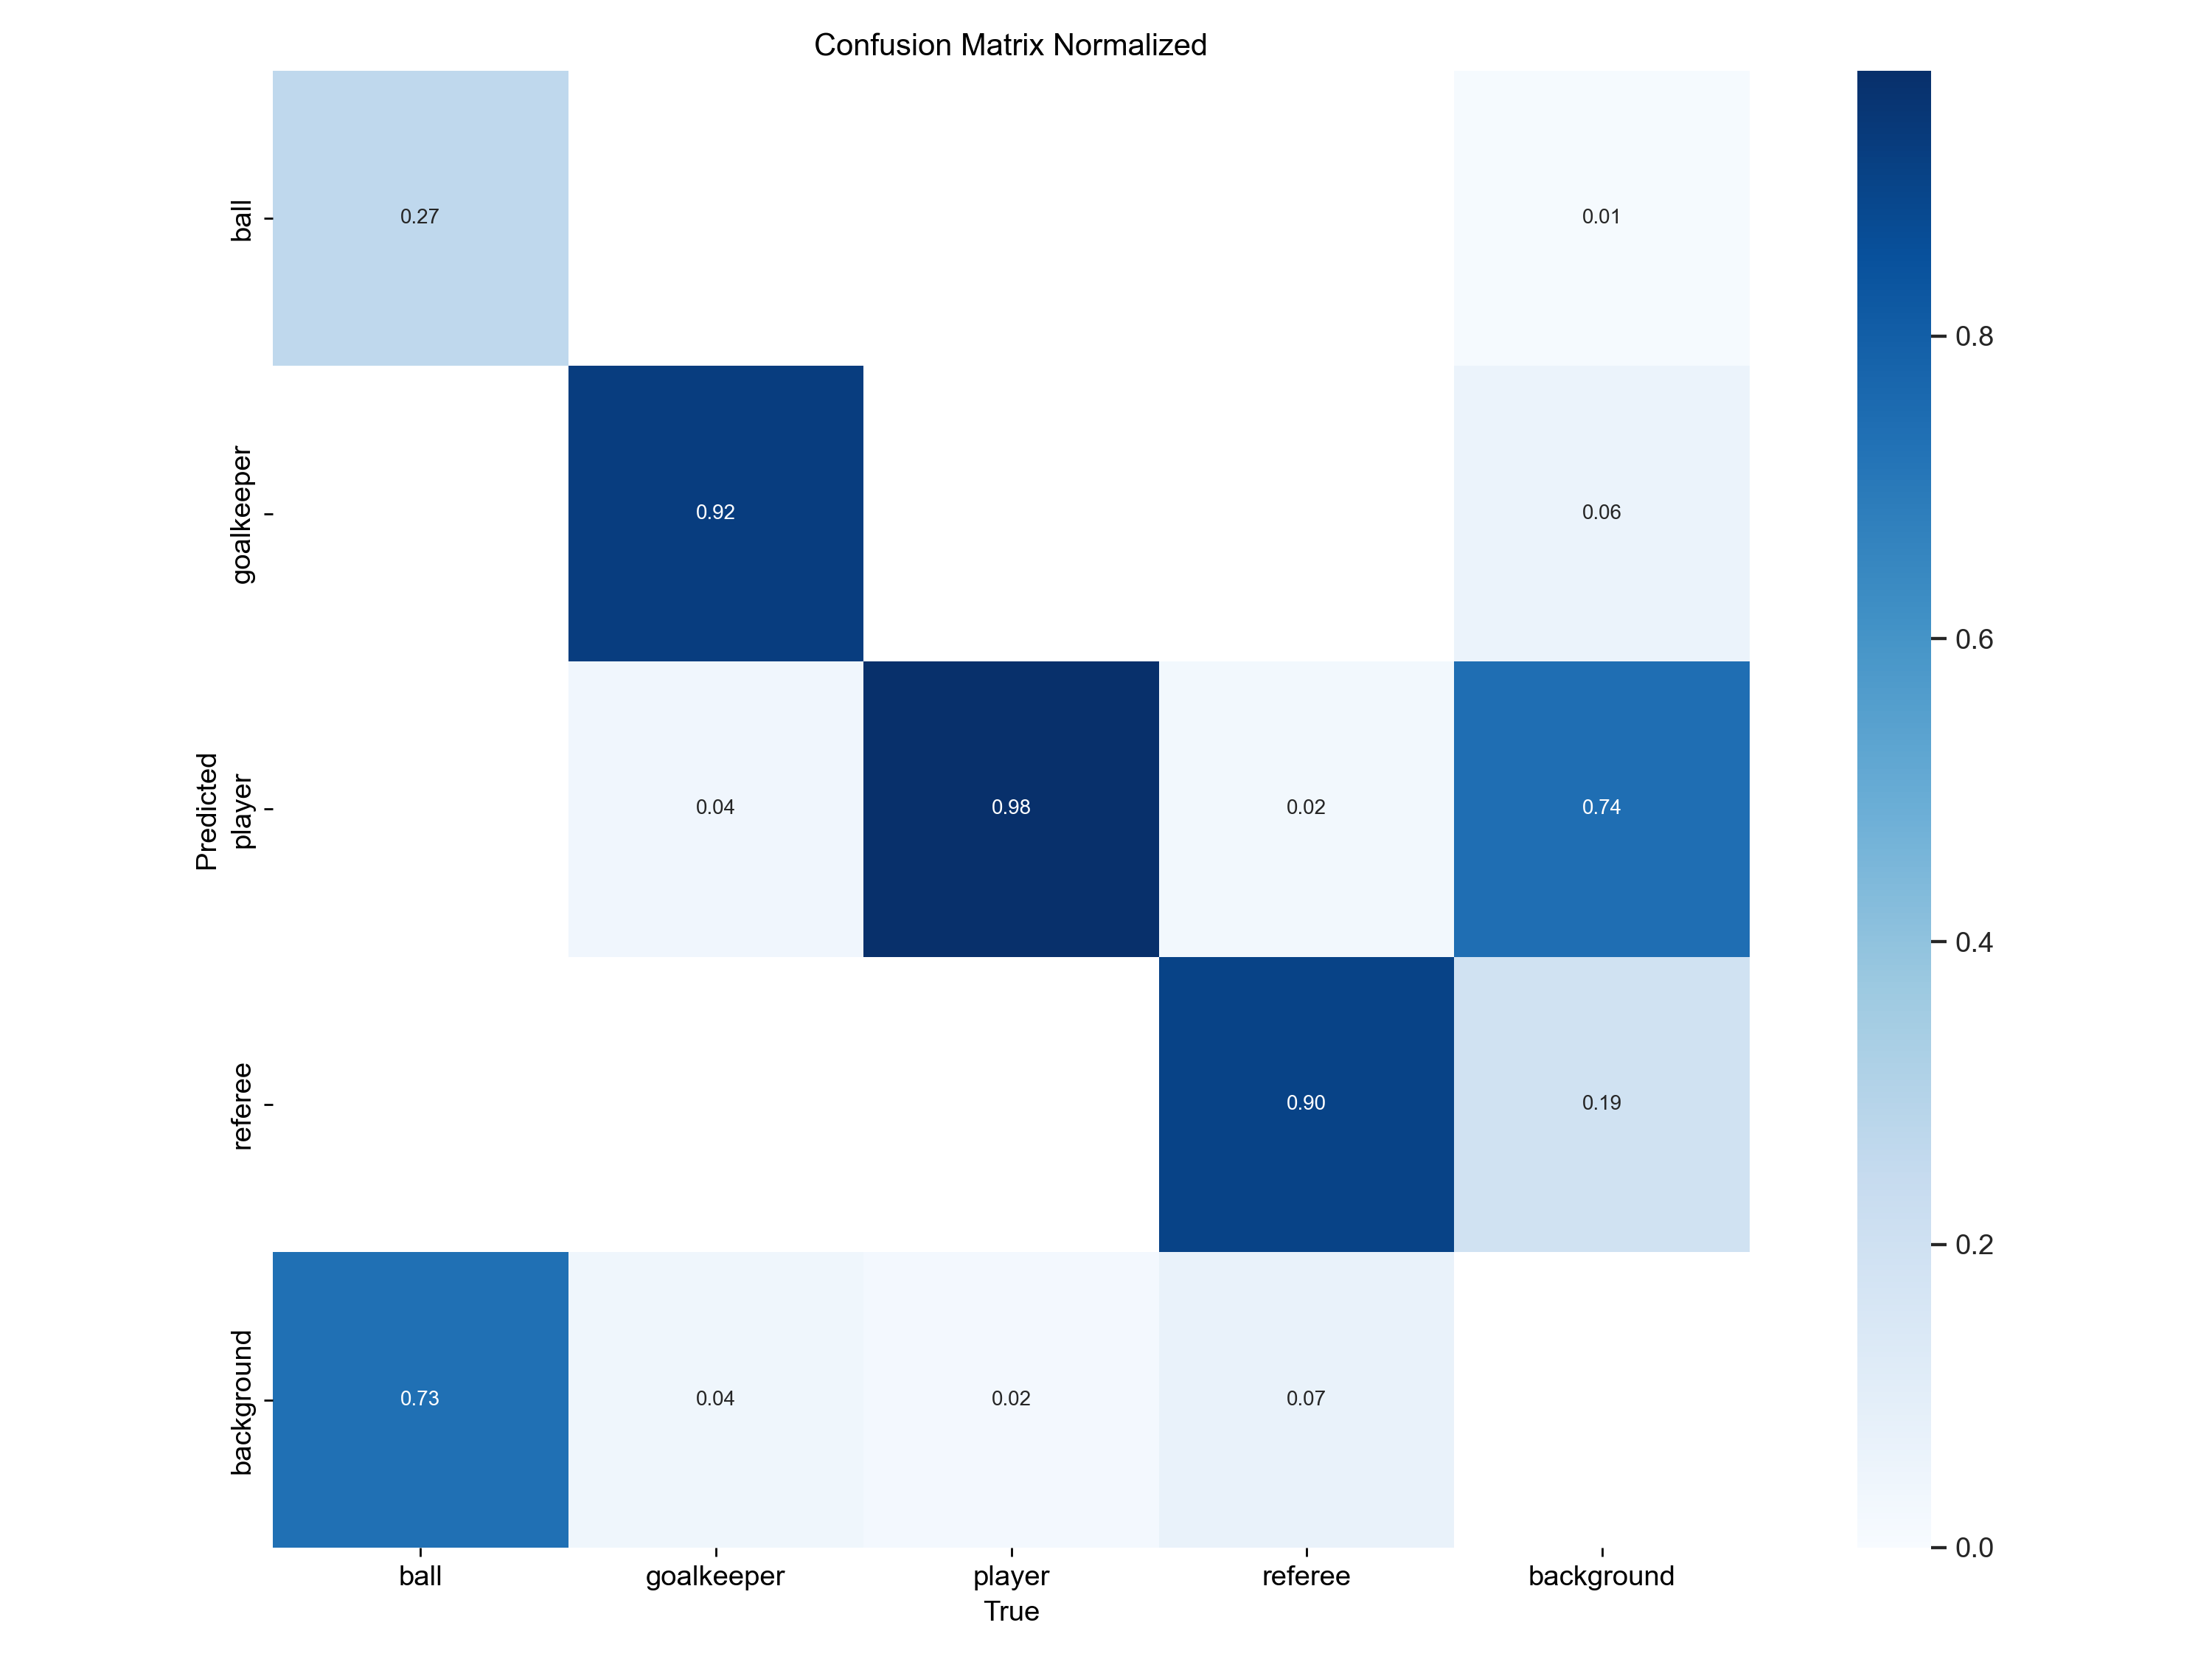 Confusion Matrix Normalized
ball
0.27
0.01
0.8
goalkeeper
0.92
0.06
0.6
Predicted
player
0.04
0.98
0.02
0.74
0.4
referee
0.90
0.19
0.2
background
0.73
0.04
0.02
0.07
0.0
ball
goalkeeper
player
referee
background
True